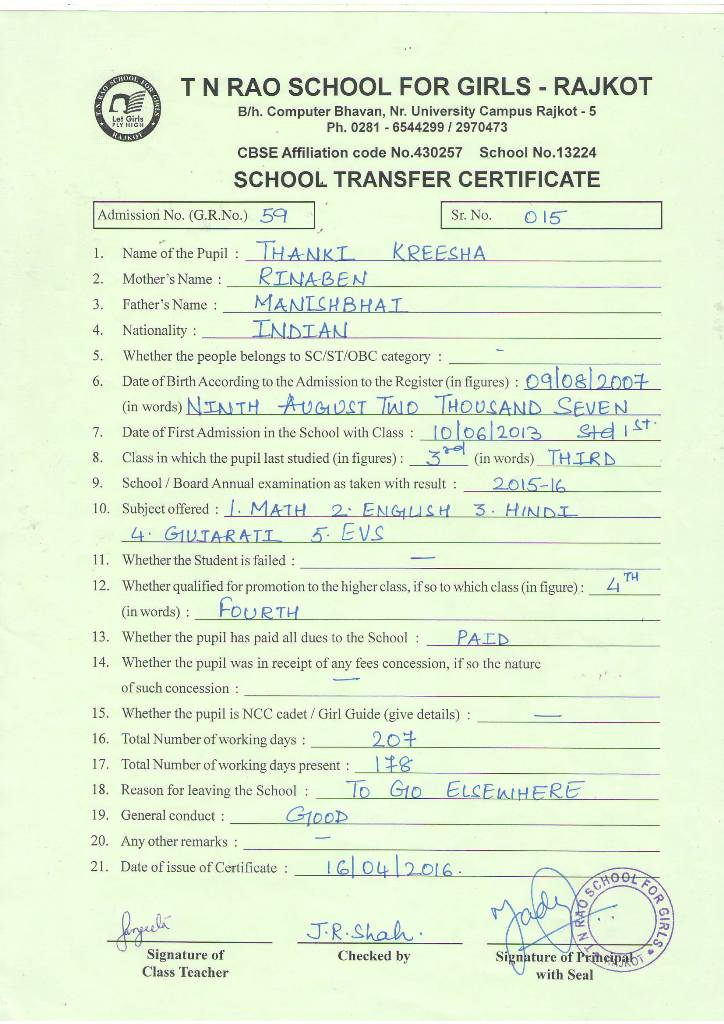 T N RAO SCHOOL FOR GIRLS - RAJKOT
B/h. Computer Bhavan, Nr. University Campus Rajkot - 5
Ph. 0281 - 6544299 / 2970473
CBSE Affiliation code No.430257 School No.13224
SCHOOL TRANSFER CERTIFICATE
T. N. RAO SCHOOL FOR GIRLS
Let Girls
FLY HIGH
RAJKOT
Admission No. (G.R.No.) 59 Sr. No. 015
1. Name of the Pupil : THANKI KREESHA
2. Mother's Name : RINABEN
3. Father's Name : MANISHBHAI
4. Nationality : INDIAN
5. Whether the people belongs to SC/ST/OBC category : -
6. Date of Birth According to the Admission to the Register (in figures) : 09/08/2007
(in words) NINTH AUGUST TWO THOUSAND SEVEN
7. Date of First Admission in the School with Class : 10/06/2013 Std 1st.
8. Class in which the pupil last studied (in figures) : 3rd (in words) THIRD
9. School / Board Annual examination as taken with result : 2015-16
10. Subject offered : 1. MATH 2. ENGLISH 3. HINDI
4. GUJARATI 5. EVS
11. Whether the Student is failed : —
12. Whether qualified for promotion to the higher class, if so to which class (in figure) : 4TH
(in words) : FOURTH
13. Whether the pupil has paid all dues to the School : PAID
14. Whether the pupil was in receipt of any fees concession, if so the nature
of such concession : —
15. Whether the pupil is NCC cadet / Girl Guide (give details) : —
16. Total Number of working days : 207
17. Total Number of working days present : 178
18. Reason for leaving the School : TO GO ELSEWHERE
19. General conduct : GOOD
20. Any other remarks : —
21. Date of issue of Certificate : 16/04/2016.
J.R.Shah.
Signature of Class Teacher
Checked by
Signature of Principal with Seal
T N RAO SCHOOL FOR GIRLS
RAJKOT